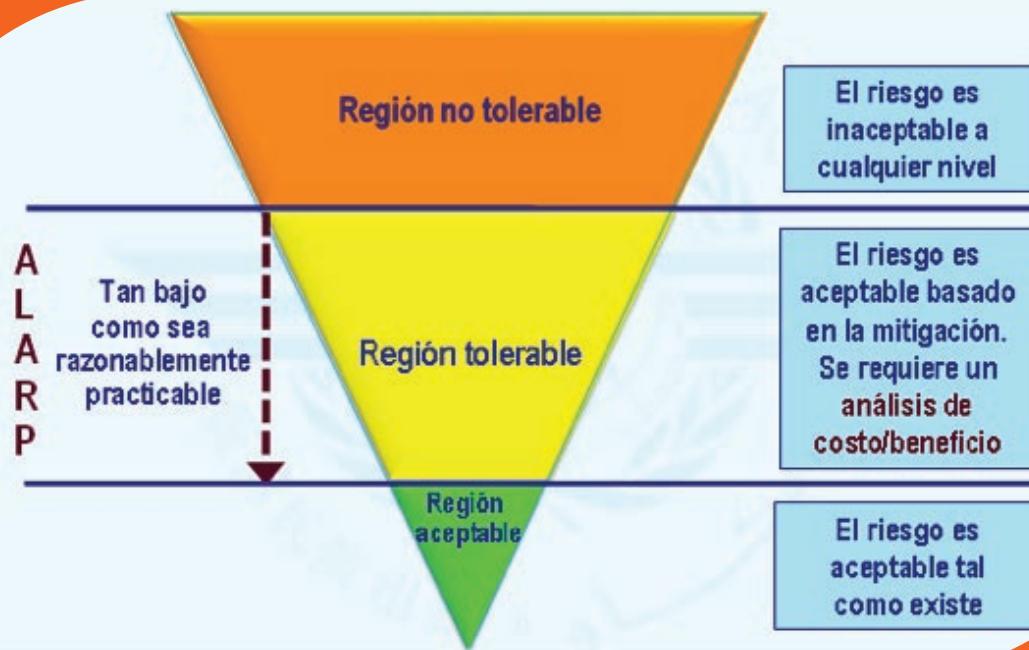 Región no tolerable
El riesgo es
inaceptable a
cualquier nivel
A
L
A
R
P
Tan bajo
como sea
razonablemente
practicable
Región tolerable
El riesgo es
aceptable basado
en la mitigación.
Se requiere un
análisis de
costo/beneficio
Región
aceptable
El riesgo es
aceptable tal
como existe